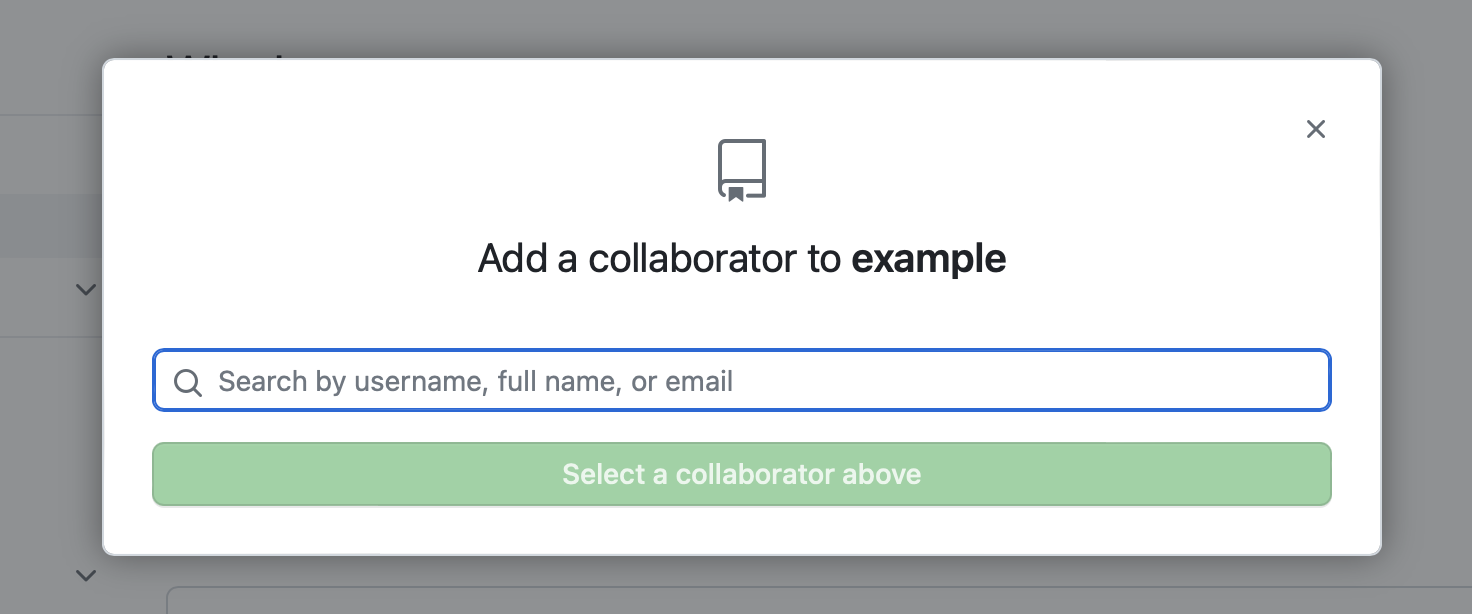 Add a collaborator to example
Search by username, full name, or email
Select a collaborator above